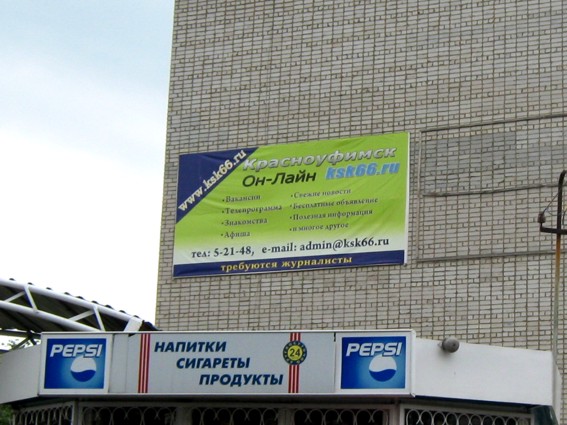 www.ksk66.ru
Красноуфимск
Он-Лайн ksk66.ru
• Вакансии
• Телепрограмма
• Знакомства
• Афиша
• Свежие новости
• Бесплатные объявление
• Полезная информация
• и многое другое
тел: 5-21-48, e-mail: admin@ksk66.ru
требуются журналисты
PEPSI
НАПИТКИ
СИГАРЕТЫ
ПРОДУКТЫ
24
PEPSI